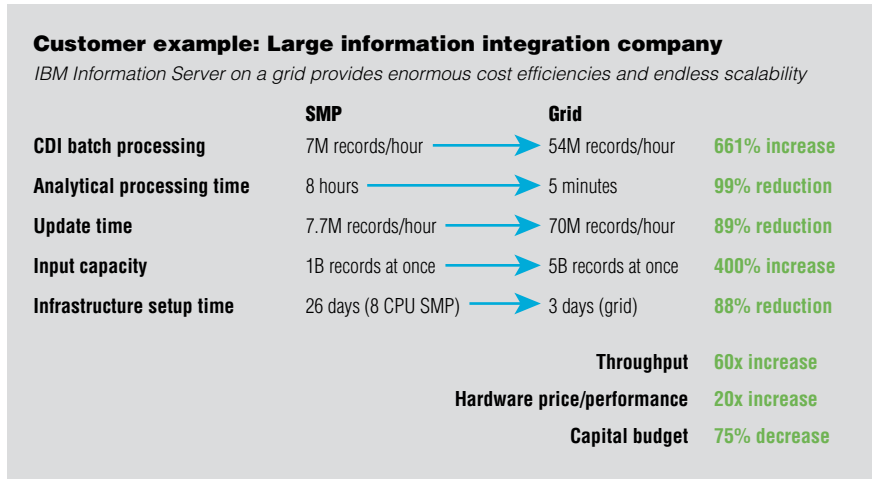 Customer example: Large information integration company
IBM Information Server on a grid provides enormous cost efficiencies and endless scalability
SMP Grid
CDI batch processing 7M records/hour 54M records/hour 661% increase
Analytical processing time 8 hours 5 minutes 99% reduction
Update time 7.7M records/hour 70M records/hour 89% reduction
Input capacity 1B records at once 5B records at once 400% increase
Infrastructure setup time 26 days (8 CPU SMP) 3 days (grid) 88% reduction
Throughput 60x increase
Hardware price/performance 20x increase
Capital budget 75% decrease